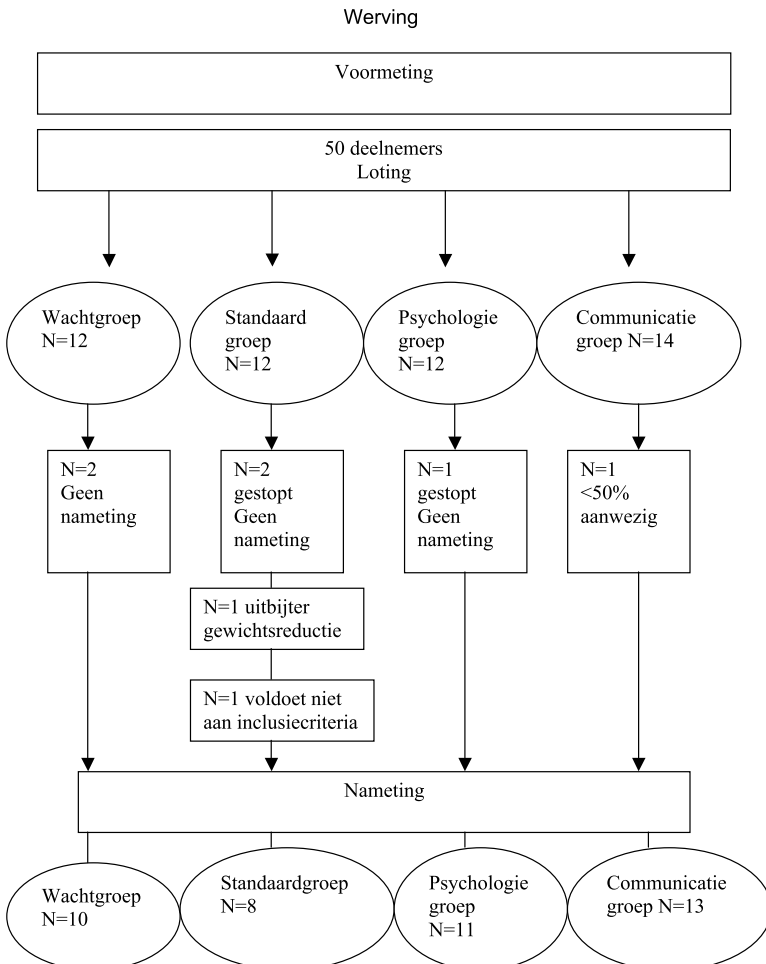 Werving
Voormeting
50 deelnemers
Loting
Wachtgroep
N=12
Standaard
groep
N=12
Psychologie
groep
N=12
Communicatie
groep N=14
N=2
Geen
nameting
N=2
gestopt
Geen
nameting
N=1
gestopt
Geen
nameting
N=1
<50%
aanwezig
N=1 uitbijter
gewichtsreductie
N=1 voldoet niet
aan inclusiecriteria
Nameting
Wachtgroep
N=10
Standaardgroep
N=8
Psychologie
groep
N=11
Communicatie
groep N=13